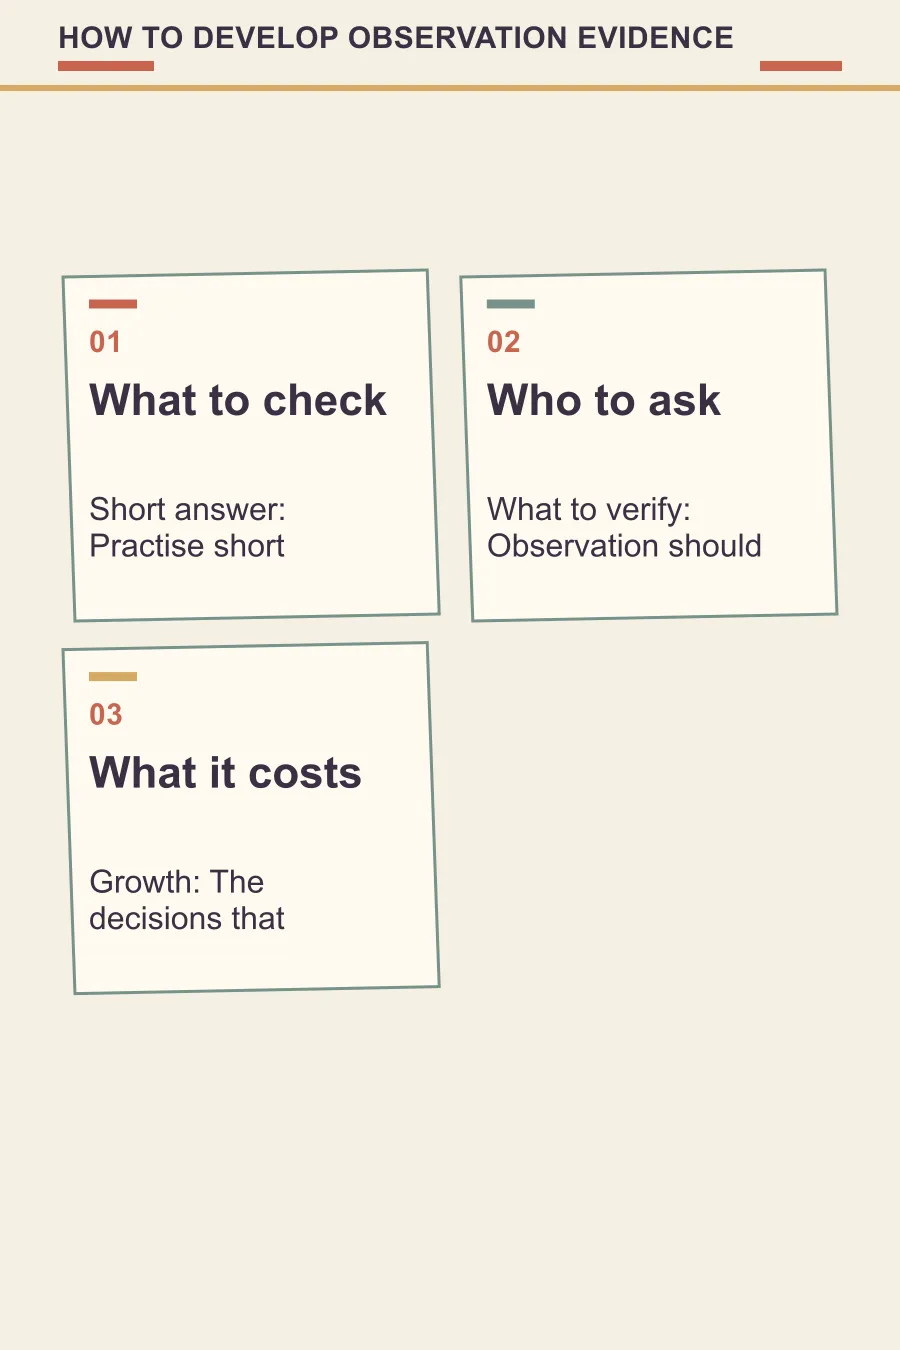 HOW TO DEVELOP OBSERVATION EVIDENCE
01
What to check
Short answer:
Practise short
02
Who to ask
What to verify:
Observation should
03
What it costs
Growth: The
decisions that